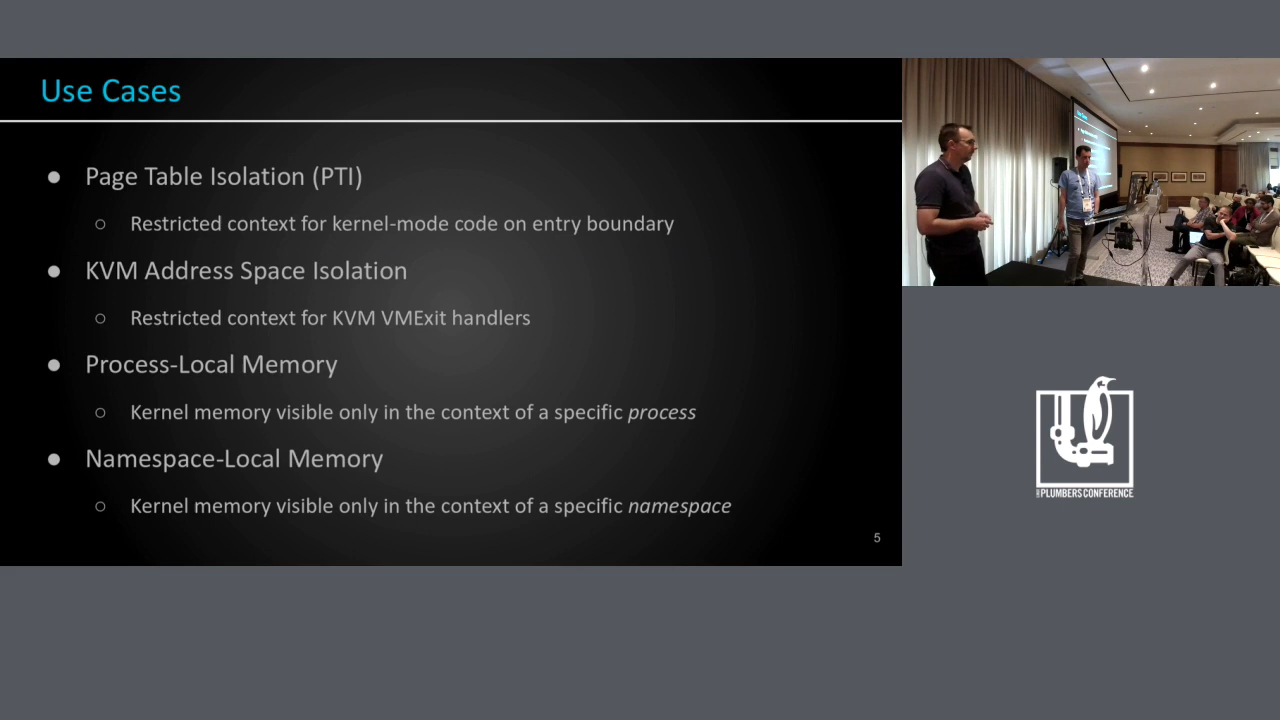 Use Cases
● Page Table Isolation (PTI)
○ Restricted context for kernel-mode code on entry boundary
● KVM Address Space Isolation
○ Restricted context for KVM VMExit handlers
● Process-Local Memory
○ Kernel memory visible only in the context of a specific process
● Namespace-Local Memory
○ Kernel memory visible only in the context of a specific namespace
5
PLUMBERS CONFERENCE